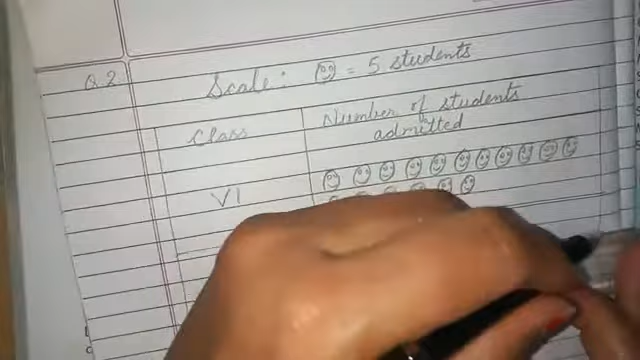 Q.2 Scale: = 5 students
Class Number of students
admitted
VI